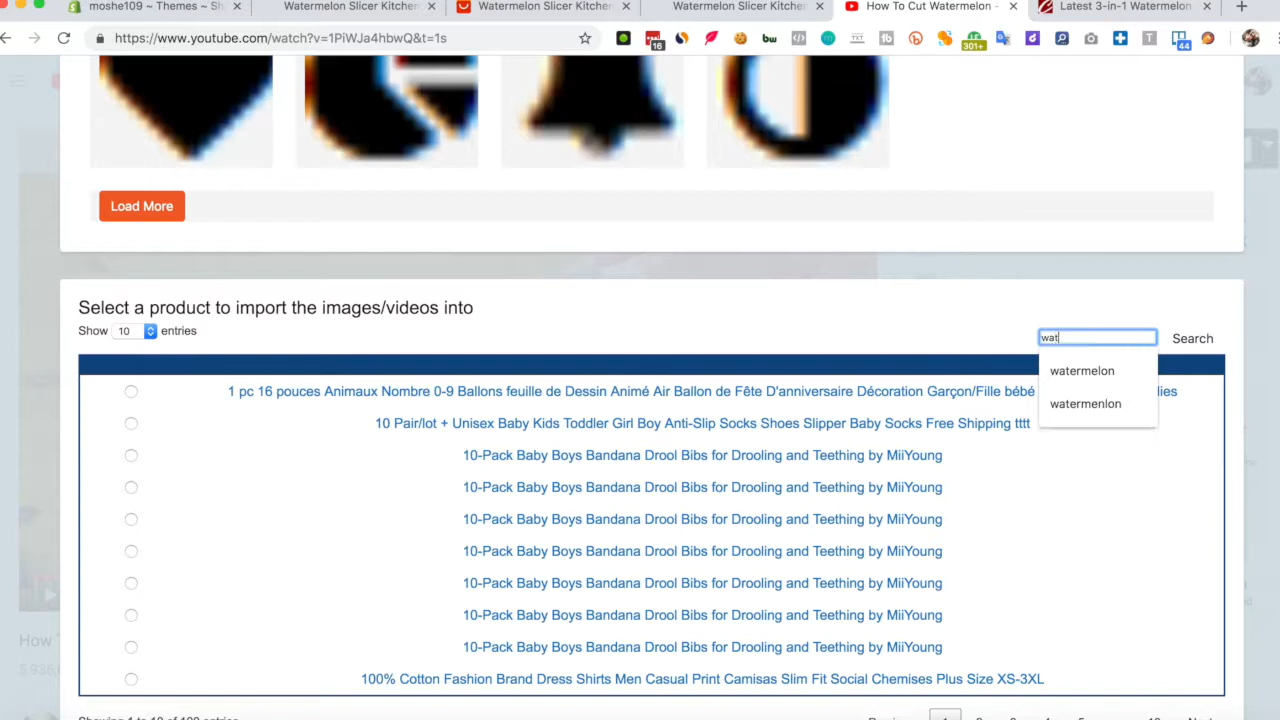 moshe109 ~ Themes ~ Sh
Watermelon Slicer Kitchen
Watermelon Slicer Kitchen
Watermelon Slicer Kitchen
How To Cut Watermelon -
Latest 3-in-1 Watermelon
https://www.youtube.com/watch?v=1PiWJa4hbwQ&t=1s
16
bw
TXT
1b
301+
d
T
44
Load More
Select a product to import the images/videos into
Show 10 entries
wat
Search
watermelon
watermenlon
1 pc 16 pouces Animaux Nombre 0-9 Ballons feuille de Dessin Animé Air Ballon de Fête D'anniversaire Décoration Garçon/Fille bébé
10 Pair/lot + Unisex Baby Kids Toddler Girl Boy Anti-Slip Socks Shoes Slipper Baby Socks Free Shipping tttt
10-Pack Baby Boys Bandana Drool Bibs for Drooling and Teething by MiiYoung
10-Pack Baby Boys Bandana Drool Bibs for Drooling and Teething by MiiYoung
10-Pack Baby Boys Bandana Drool Bibs for Drooling and Teething by MiiYoung
10-Pack Baby Boys Bandana Drool Bibs for Drooling and Teething by MiiYoung
10-Pack Baby Boys Bandana Drool Bibs for Drooling and Teething by MiiYoung
10-Pack Baby Boys Bandana Drool Bibs for Drooling and Teething by MiiYoung
10-Pack Baby Boys Bandana Drool Bibs for Drooling and Teething by MiiYoung
100% Cotton Fashion Brand Dress Shirts Men Casual Print Camisas Slim Fit Social Chemises Plus Size XS-3XL
How
5,936,